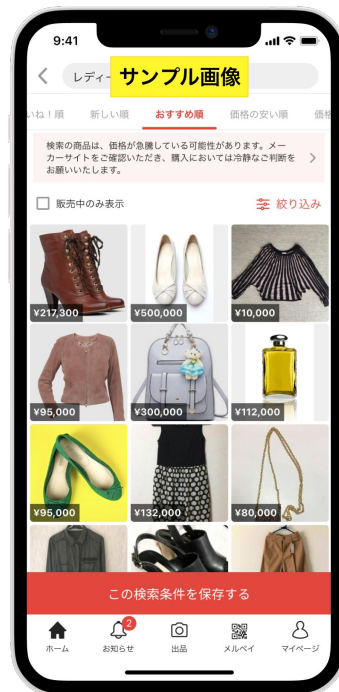 9:41
レディー
サンプル画像
いね！順
新しい順
おすすめ順
価格の安い順
価格
検索の商品は、価格が急騰している可能性があります。メー
カーサイトをご確認いただき、購入においては冷静なご判断を
お願いいたします。
販売中のみ表示
絞り込み
¥217,300
¥500,000
¥10,000
¥95,000
¥300,000
¥112,000
¥95,000
¥132,000
¥80,000
この検索条件を保存する
2
ホーム
お知らせ
出品
メルペイ
マイページ